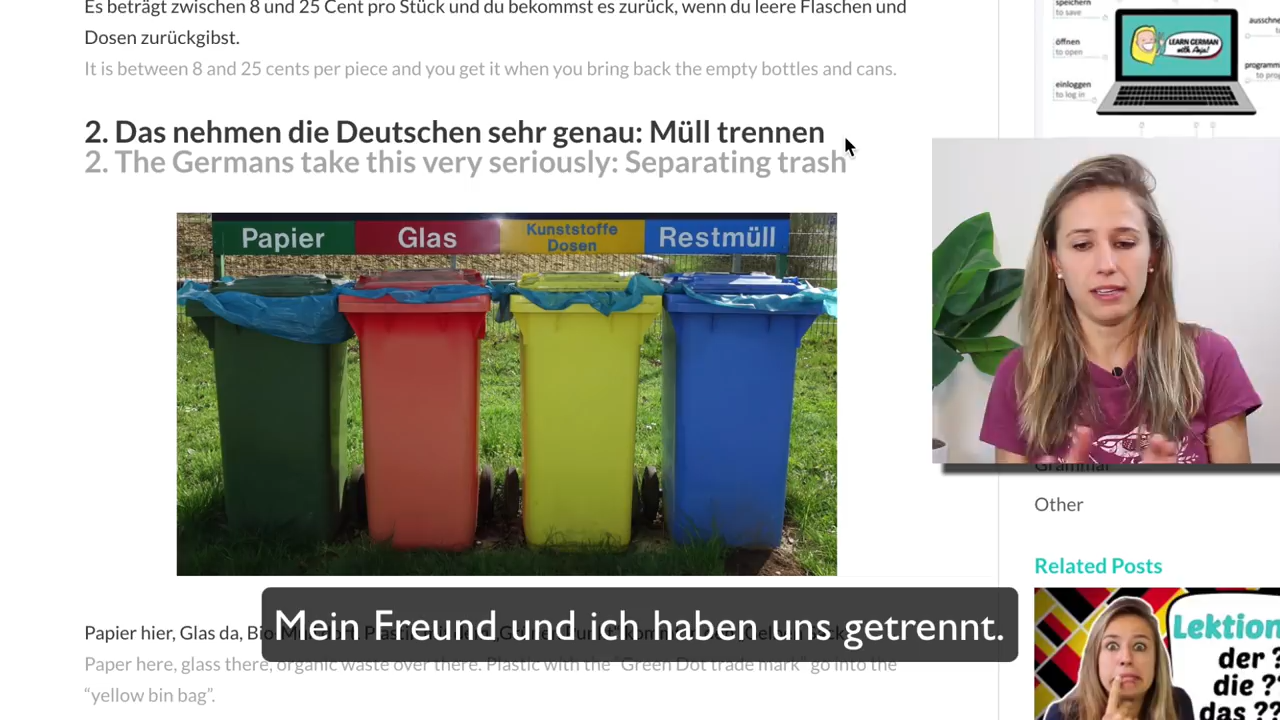 Es beträgt zwischen 8 und 25 Cent pro Stück und du bekommst es zurück, wenn du leere Flaschen und
Dosen zurückgibst.
It is between 8 and 25 cents per piece and you get it when you bring back the empty bottles and cans.
2. Das nehmen die Deutschen sehr genau: Müll trennen
2. The Germans take this very seriously: Separating trash
Papier
Glas
Kunststoffe
Dosen
Restmüll
Mein Freund und ich haben uns getrennt.
Papier hier, Glas da,
Paper here, glass there, organic waste over there. Plastic with the “Green Dot trade mark” go into the
“yellow bin bag”.
speichern
to save
öffnen
to open
einloggen
to log in
LEARN GERMAN
with Anja!
Grammar
Other
Related Posts
Lektion
der ?
die ??
das ??